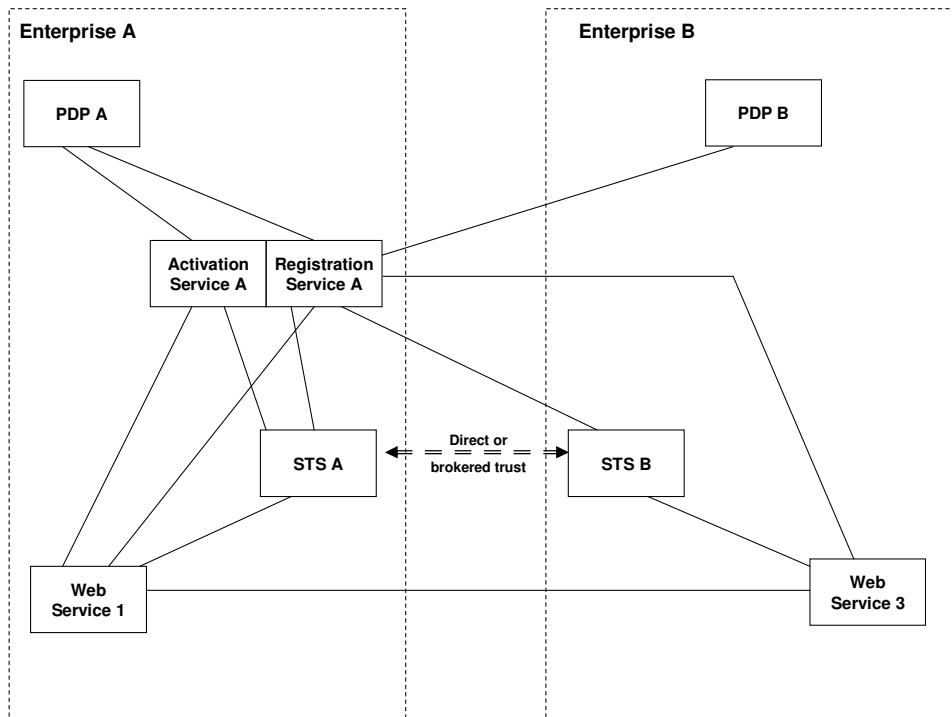 Enterprise A
Enterprise B
PDP A
PDP B
Activation
Service A
Registration
Service A
Direct or
brokered trust
STS A
STS B
Web
Service 1
Web
Service 3